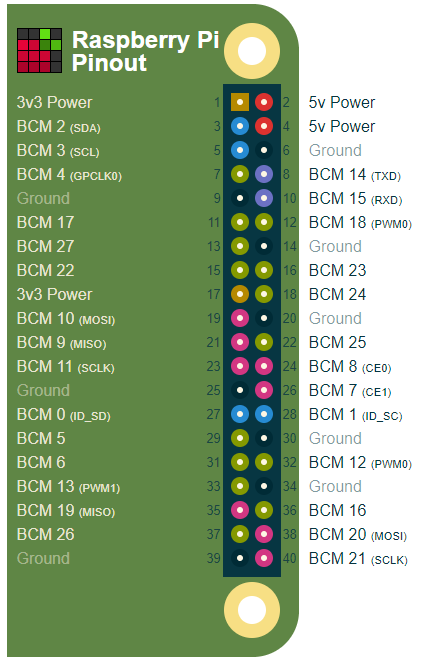 Raspberry Pi
Pinout
3v3 Power 1 2 5v Power
BCM 2 (SDA) 3 4 5v Power
BCM 3 (SCL) 5 6 Ground
BCM 4 (GPCLK0) 7 8 BCM 14 (TXD)
Ground 9 10 BCM 15 (RXD)
BCM 17 11 12 BCM 18 (PWM0)
BCM 27 13 14 Ground
BCM 22 15 16 BCM 23
3v3 Power 17 18 BCM 24
BCM 10 (MOSI) 19 20 Ground
BCM 9 (MISO) 21 22 BCM 25
BCM 11 (SCLK) 23 24 BCM 8 (CE0)
Ground 25 26 BCM 7 (CE1)
BCM 0 (ID_SD) 27 28 BCM 1 (ID_SC)
BCM 5 29 30 Ground
BCM 6 31 32 BCM 12 (PWM0)
BCM 13 (PWM1) 33 34 Ground
BCM 19 (MISO) 35 36 BCM 16
BCM 26 37 38 BCM 20 (MOSI)
Ground 39 40 BCM 21 (SCLK)